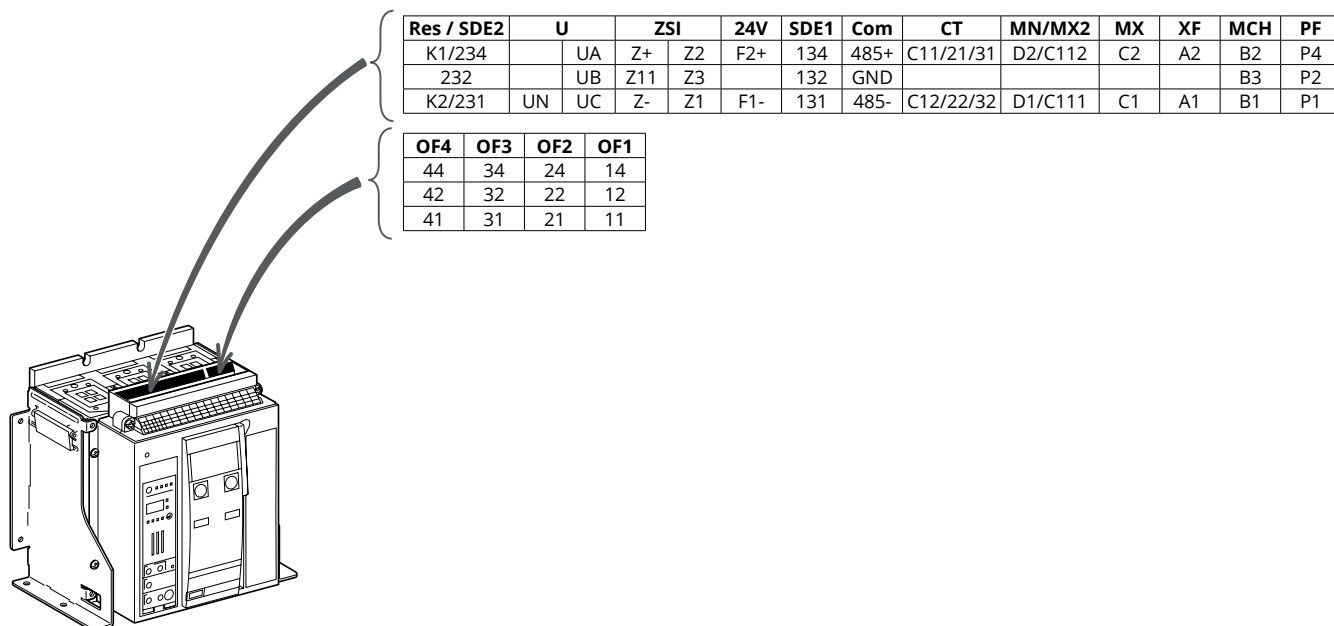 Res / SDE2 U ZSI 24V SDE1 Com CT MN/MX2 MX XF MCH PF
K1/234 UA Z+ Z2 F2+ 134 485+ C11/21/31 D2/C112 C2 A2 B2 P4
232 UB Z11 Z3 132 GND B3 P2
K2/231 UN UC Z- Z1 F1- 131 485- C12/22/32 D1/C111 C1 A1 B1 P1
OF4 OF3 OF2 OF1
44 34 24 14
42 32 22 12
41 31 21 11